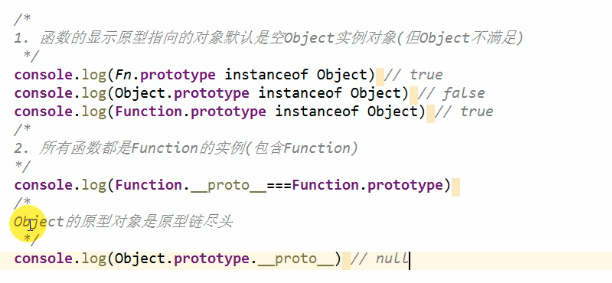 /*
1. 函数的显示原型指向的对象默认是空Object实例对象(但Object不满足)
*/
console.log(Fn.prototype instanceof Object) // true
console.log(Object.prototype instanceof Object) // false
console.log(Function.prototype instanceof Object) // true
/*
2. 所有函数都是Function的实例(包含Function)
*/
console.log(Function.__proto__===Function.prototype)
/*
Object的原型对象是原型链尽头
*/
console.log(Object.prototype.__proto__) // null